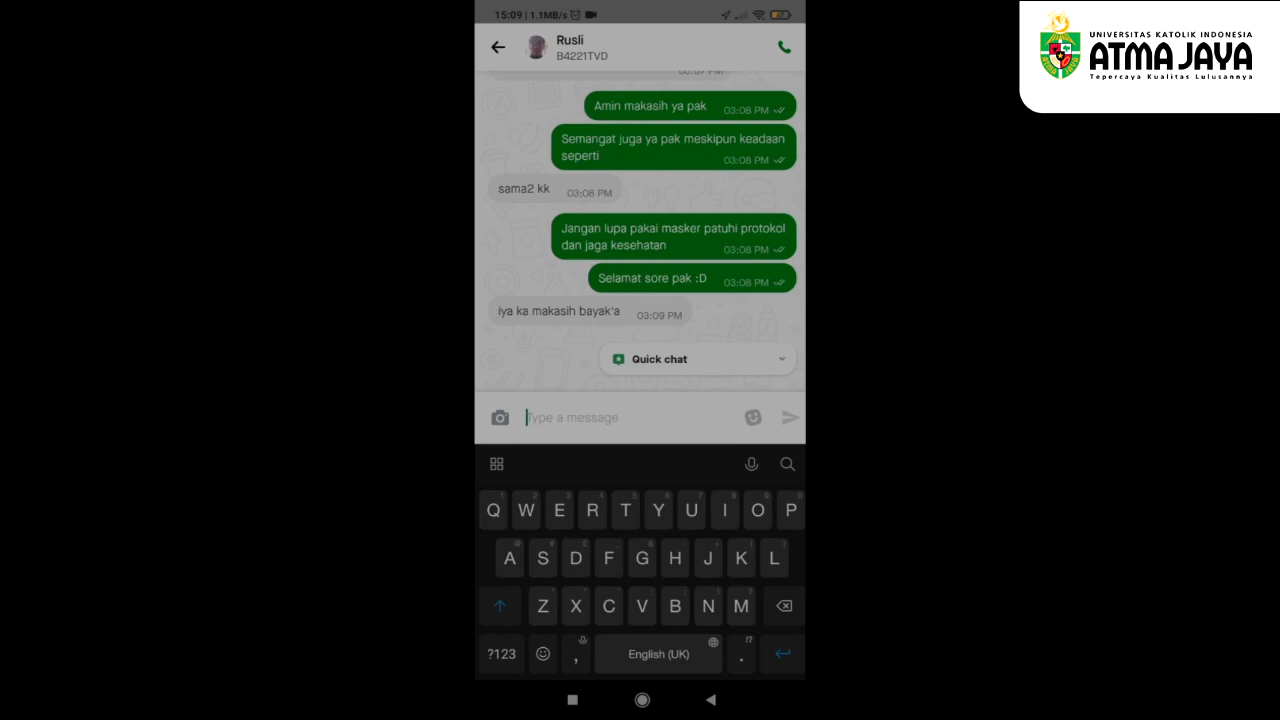 15:09 | 1.1MB/s
UNIVERSITAS KATOLIK INDONESIA
ATMA JAYA
Tepercaya Kualitas Lulusannya
Rusli
B4221TVD
03:07 PM
Amin makasih ya pak 03:08 PM
Semangat juga ya pak meskipun keadaan
seperti 03:08 PM
sama2 kk 03:08 PM
Jangan lupa pakai masker patuhi protokol
dan jaga kesehatan 03:08 PM
Selamat sore pak :D 03:08 PM
iya ka makasih bayak'a 03:09 PM
Quick chat
Type a message
Q W E R T Y U I O P
A S D F G H J K L
Z X C V B N M
?123 , English (UK) .